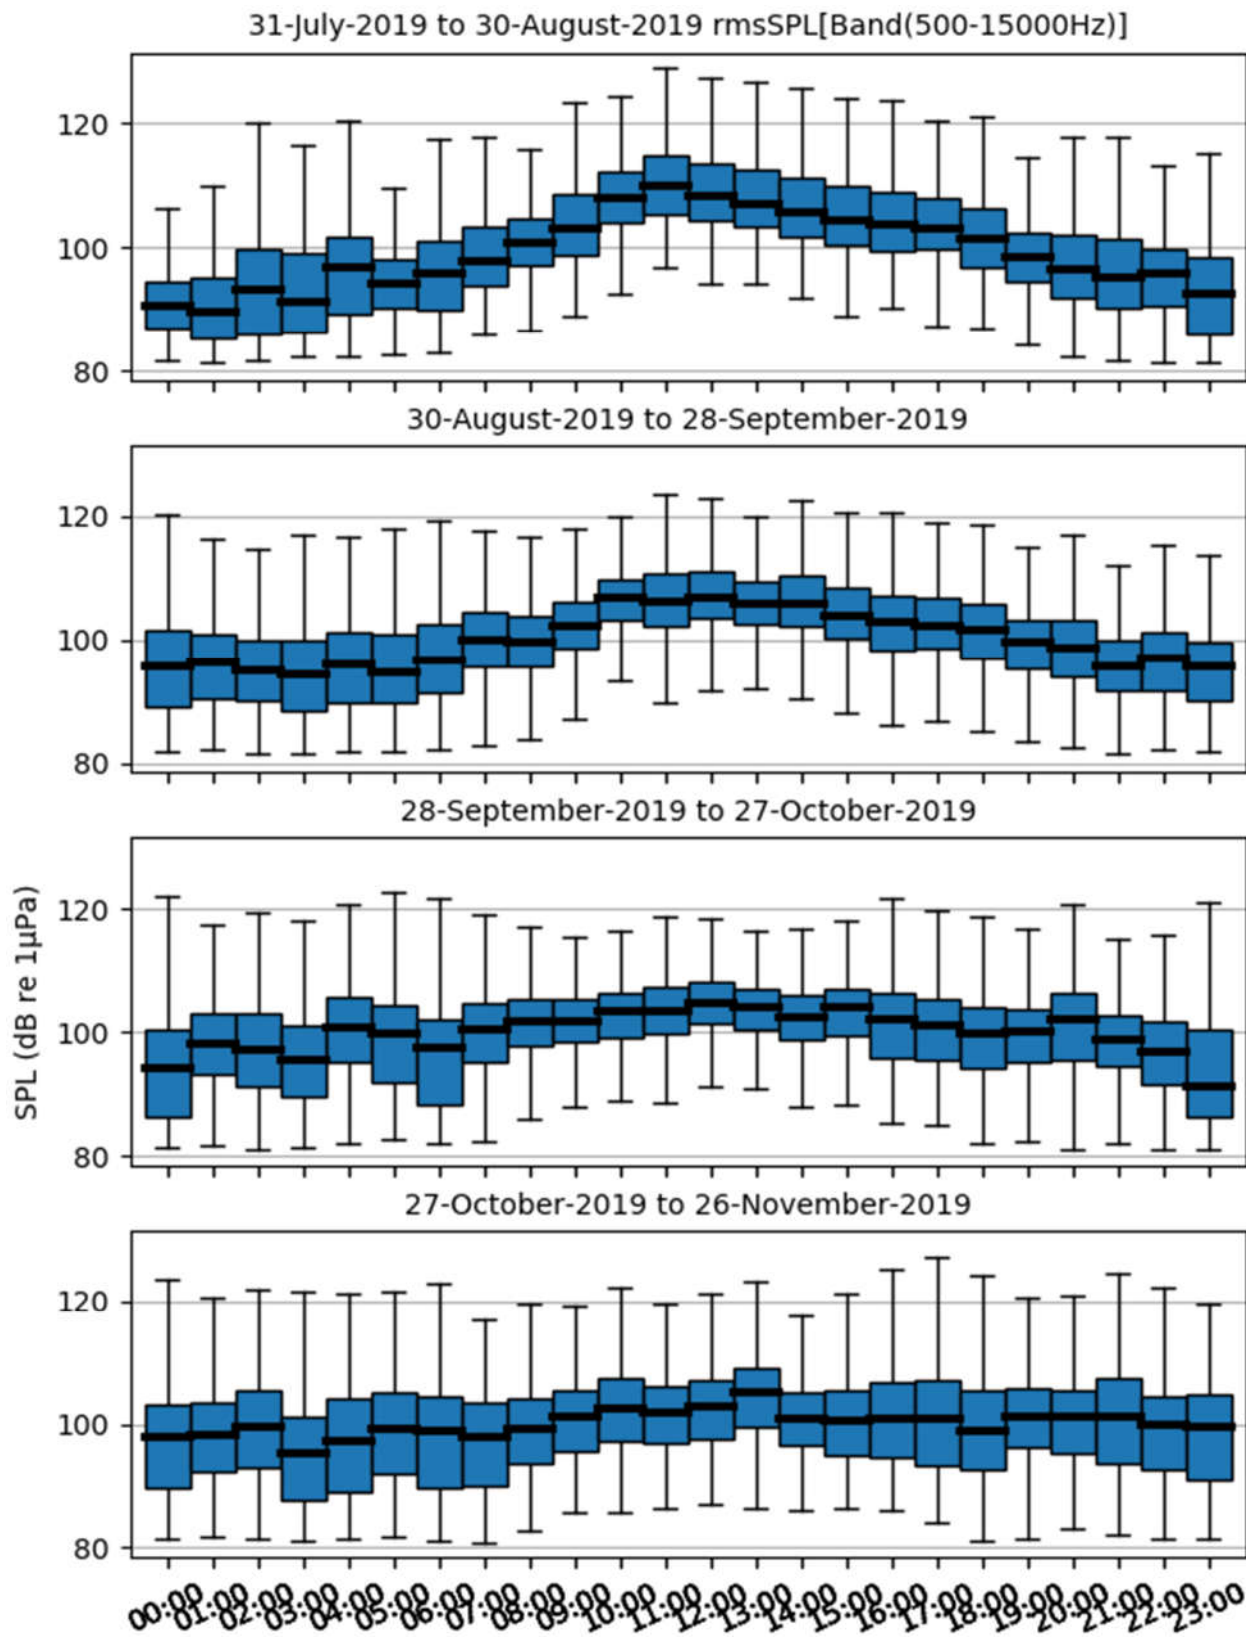 31-July-2019 to 30-August-2019 rmsSPL[Band(500-15000Hz)]
120
100
80
30-August-2019 to 28-September-2019
120
100
80
28-September-2019 to 27-October-2019
SPL (dB re 1µPa)
120
100
80
27-October-2019 to 26-November-2019
120
100
80
00:00 01:00 02:00 03:00 04:00 05:00 06:00 07:00 08:00 09:00 10:00 11:00 12:00 13:00 14:00 15:00 16:00 17:00 18:00 19:00 20:00 21:00 22:00 23:00